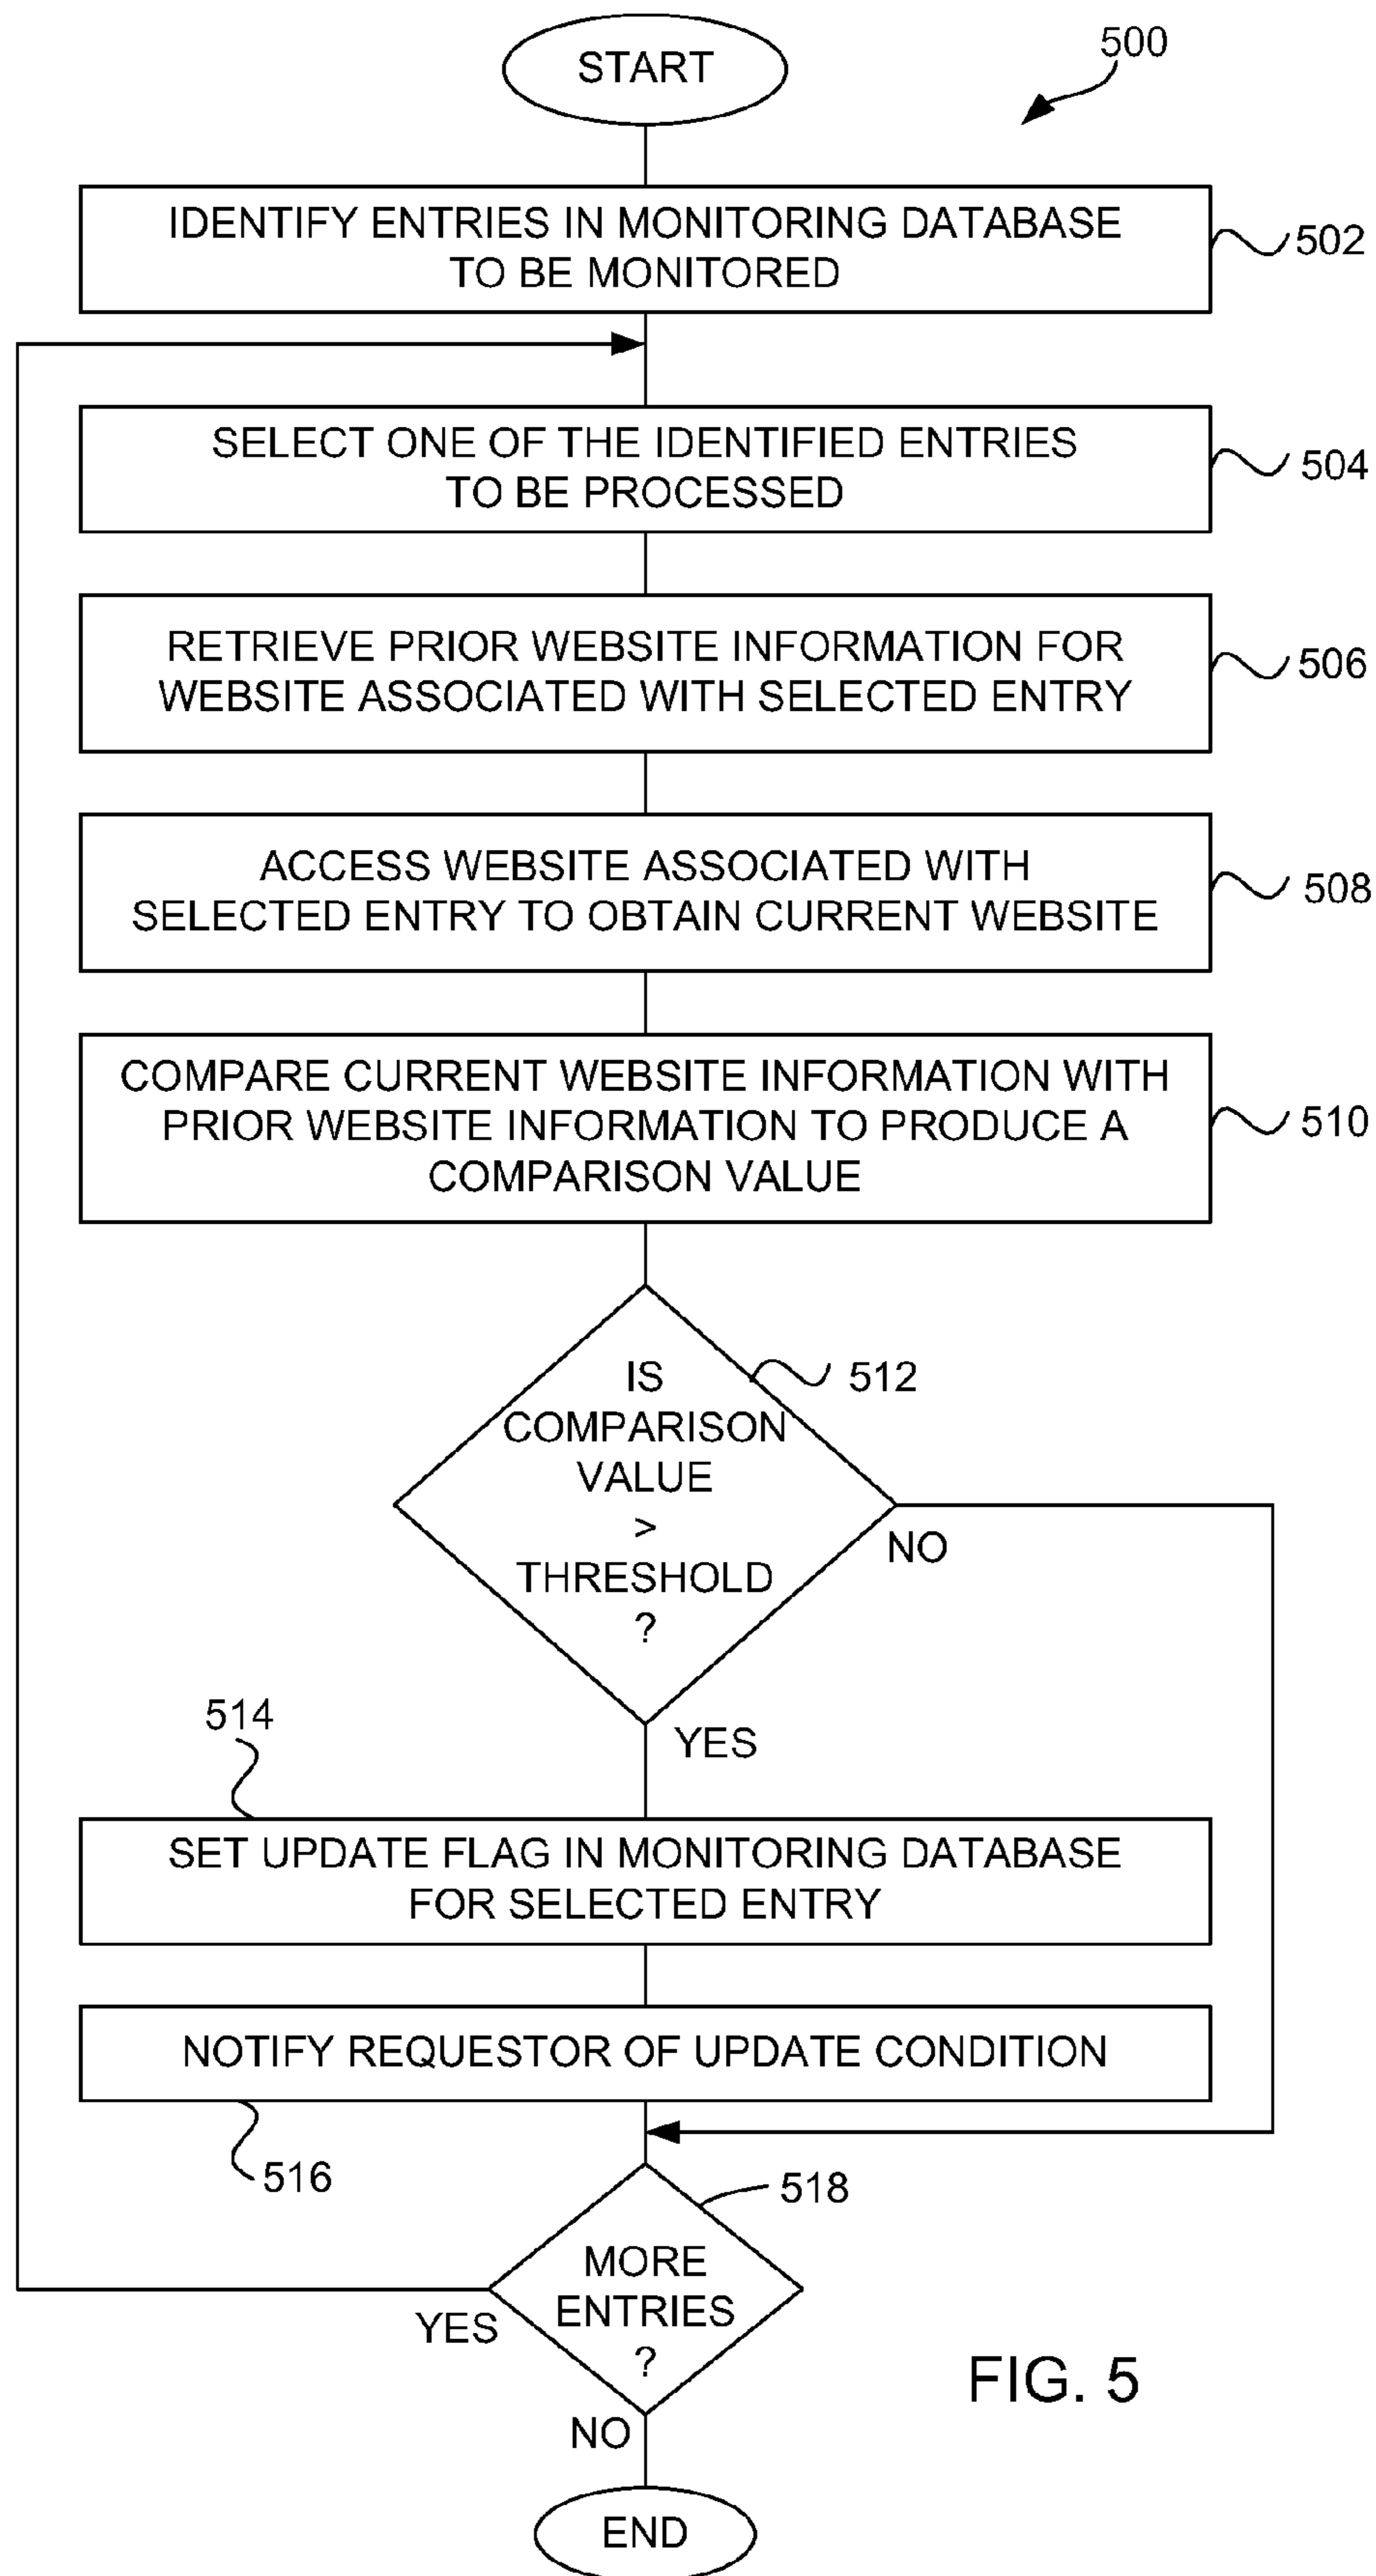 START
500
IDENTIFY ENTRIES IN MONITORING DATABASE
TO BE MONITORED
502
SELECT ONE OF THE IDENTIFIED ENTRIES
TO BE PROCESSED
504
RETRIEVE PRIOR WEBSITE INFORMATION FOR
WEBSITE ASSOCIATED WITH SELECTED ENTRY
506
ACCESS WEBSITE ASSOCIATED WITH
SELECTED ENTRY TO OBTAIN CURRENT WEBSITE
508
COMPARE CURRENT WEBSITE INFORMATION WITH
PRIOR WEBSITE INFORMATION TO PRODUCE A
COMPARISON VALUE
510
IS
COMPARISON
VALUE
>
THRESHOLD
?
512
NO
YES
514
SET UPDATE FLAG IN MONITORING DATABASE
FOR SELECTED ENTRY
NOTIFY REQUESTOR OF UPDATE CONDITION
516
518
MORE
ENTRIES
?
YES
NO
FIG. 5
END